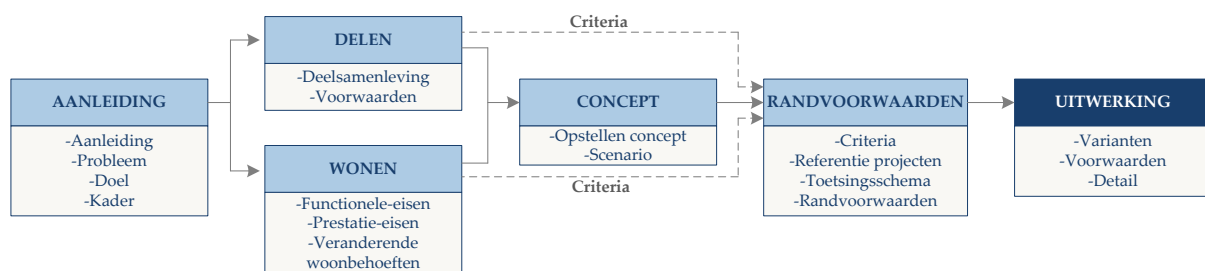 AANLEIDING
-Aanleiding
-Probleem
-Doel
-Kader
DELEN
-Deelsamenleving
-Voorwaarden
WONEN
-Functionele-eisen
-Prestatie-eisen
-Veranderende
woonbehoeften
Criteria
Criteria
CONCEPT
-Opstellen concept
-Scenario
RANDVOORWAARDEN
-Criteria
-Referentie projecten
-Toetsingsschema
-Randvoorwaarden
UITWERKING
-Varianten
-Voorwaarden
-Detail